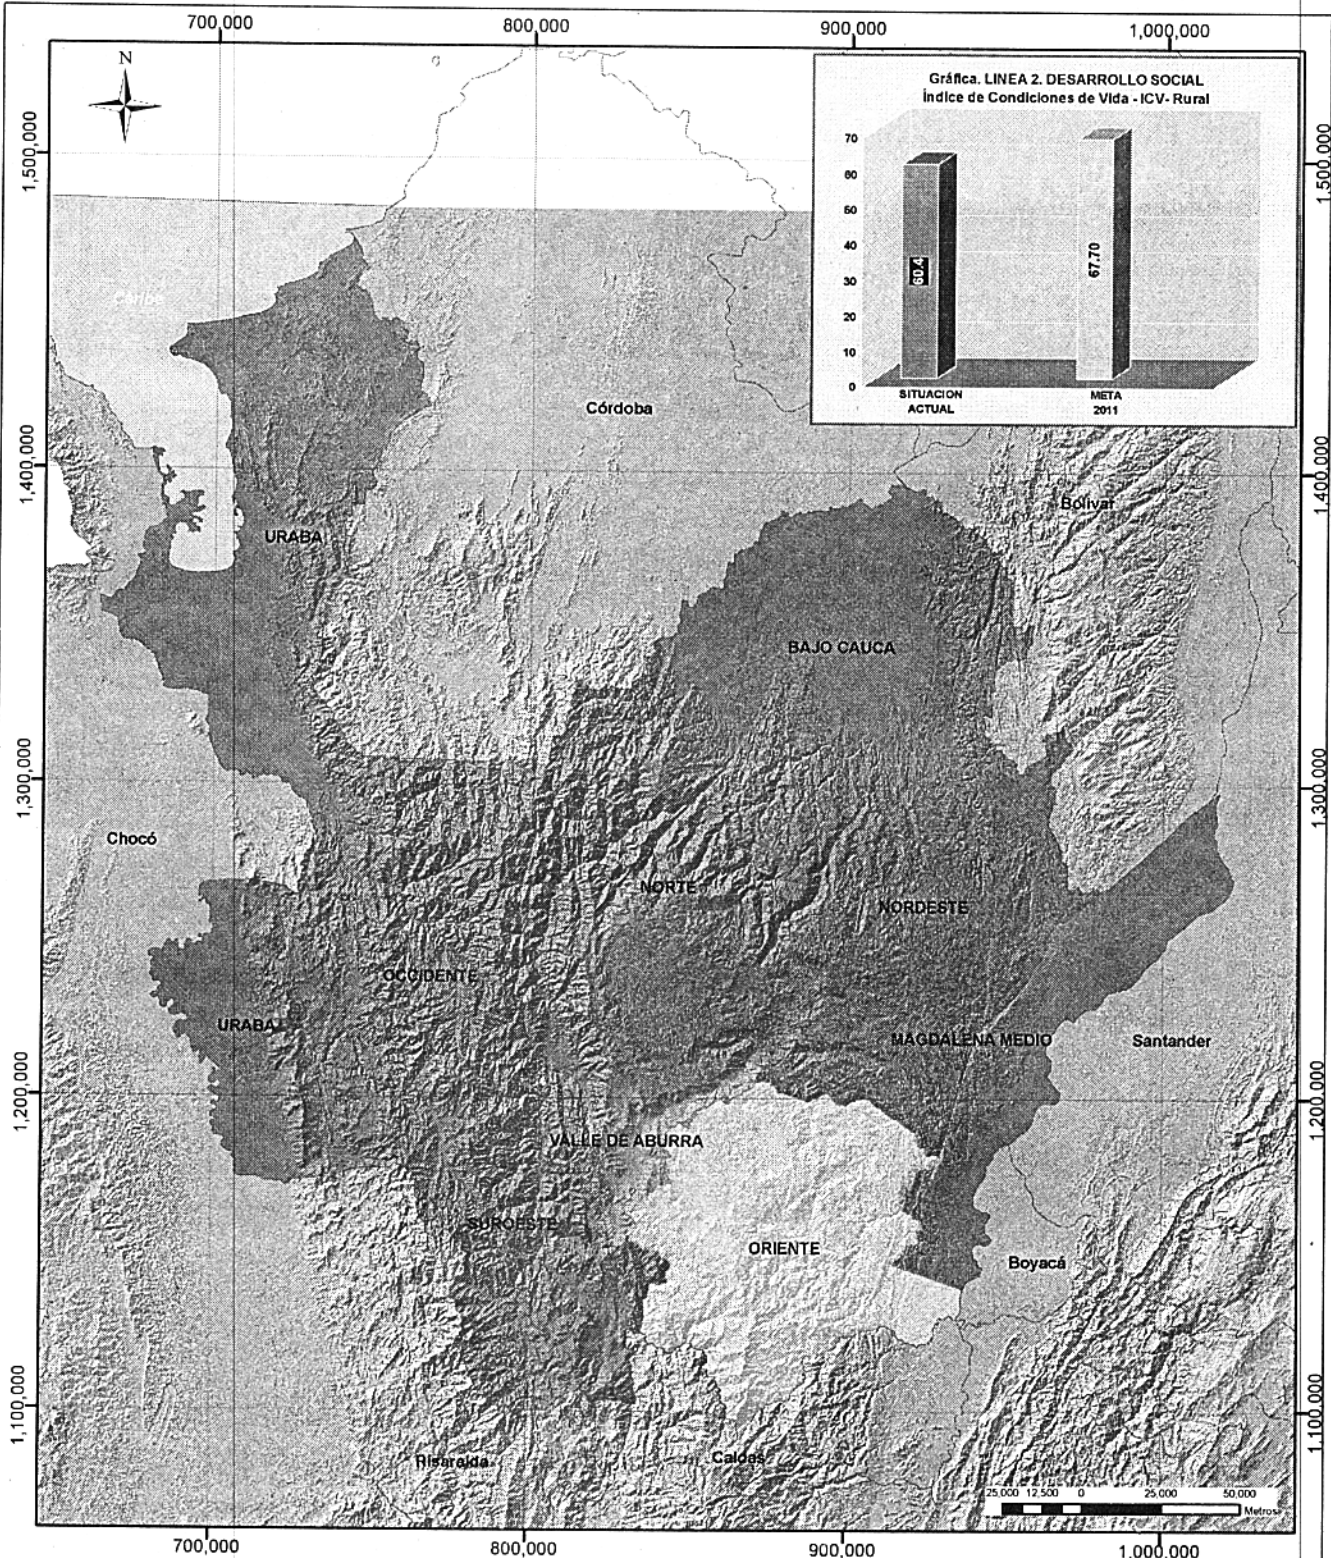 700,000 800,000 900,000 1,000,000
N
Gráfica. LINEA 2. DESARROLLO SOCIAL
Índice de Condiciones de Vida - ICV- Rural
70
60
50
40
30
20
10
0
60.4
67.70
SITUACION
ACTUAL
META
2011
1,500,000
1,500,000
Caribe
Córdoba
1,400,000
1,400,000
Bolívar
URABA
BAJO CAUCA
1,300,000
1,300,000
Chocó
NORTE
NORDESTE
OCCIDENTE
URABA
MAGDALENA MEDIO
Santander
1,200,000
1,200,000
VALLE DE ABURRA
SUROESTE
ORIENTE
Boyacá
1,100,000
1,100,000
Risaralda
Caldas
25,000 12,500 0 25,000 50,000
Metros
700,000 800,000 900,000 1,000,000